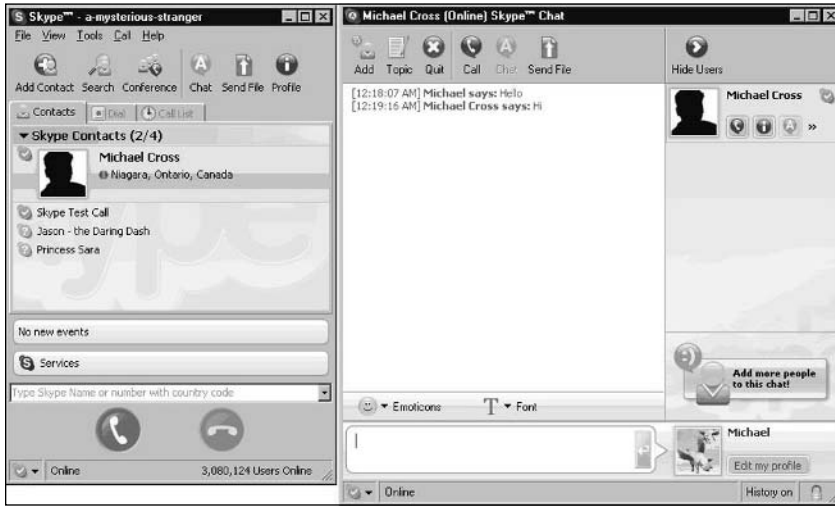 Skype™ - a-mysterious-stranger
File View Tools Call Help
Add Contact Search Conference Chat Send File Profile
Contacts Dial Call List
Skype Contacts (2/4)
Michael Cross
Niagara, Ontario, Canada
Skype Test Call
Jason - the Daring Dash
Princess Sara
No new events
Services
Type Skype Name or number with country code
Online 3,080,124 Users Online
Michael Cross (Online) Skype™ Chat
Add Topic Quit Call Chat Send File Hide Users
[12:18:07 AM] Michael says: Hello
[12:19:16 AM] Michael Cross says: Hi
Michael Cross
Add more people
to this chat!
Emoticons Font
Michael
Edit my profile
Online History on